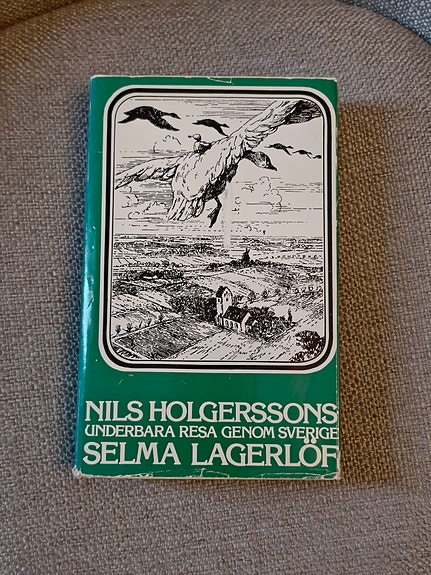 NILS HOLGERSSONS
UNDERBARA RESA GENOM SVERIGE
SELMA LAGERLÖF